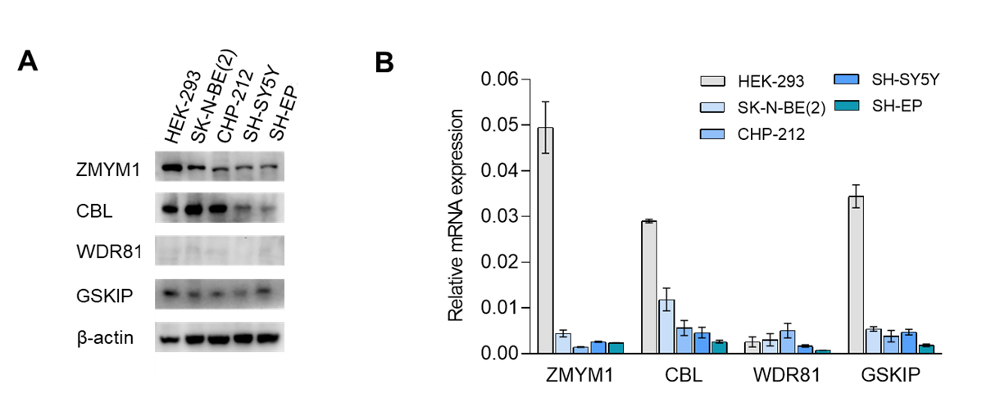 A
HEK-293
SK-N-BE(2)
CHP-212
SH-SY5Y
SH-EP
ZMYM1
CBL
WDR81
GSKIP
β-actin
B
Relative mRNA expression
0.06
0.05
0.04
0.03
0.02
0.01
0.00
HEK-293
SK-N-BE(2)
CHP-212
SH-SY5Y
SH-EP
ZMYM1 CBL WDR81 GSKIP